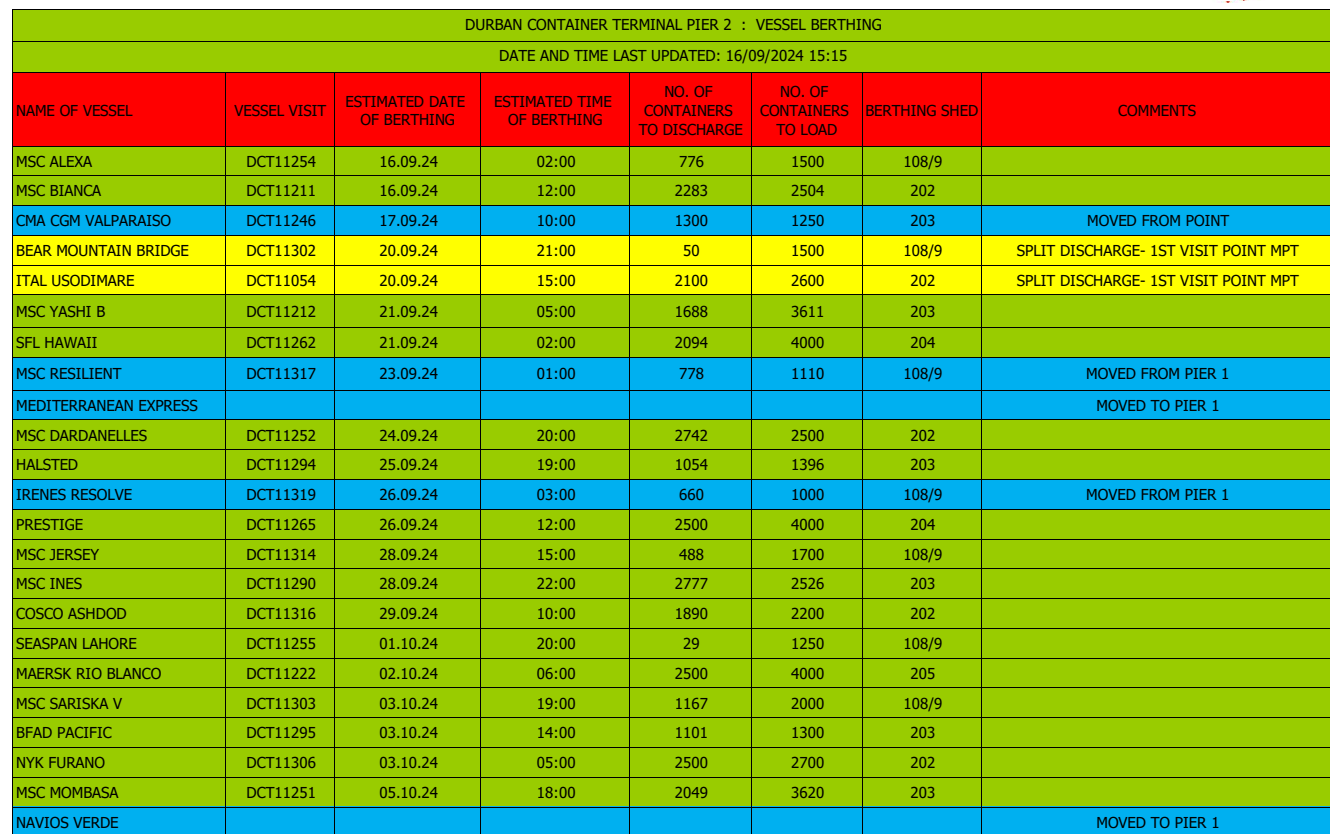 DURBAN CONTAINER TERMINAL PIER 2 : VESSEL BERTHING
DATE AND TIME LAST UPDATED: 16/09/2024 15:15
NAME OF VESSEL VESSEL VISIT ESTIMATED DATE OF BERTHING ESTIMATED TIME OF BERTHING NO. OF CONTAINERS TO DISCHARGE NO. OF CONTAINERS TO LOAD BERTHING SHED COMMENTS
MSC ALEXA DCT11254 16.09.24 02:00 776 1500 108/9
MSC BIANCA DCT11211 16.09.24 12:00 2283 2504 202
CMA CGM VALPARAISO DCT11246 17.09.24 10:00 1300 1250 203 MOVED FROM POINT
BEAR MOUNTAIN BRIDGE DCT11302 20.09.24 21:00 50 1500 108/9 SPLIT DISCHARGE- 1ST VISIT POINT MPT
ITAL USODIMARE DCT11054 20.09.24 15:00 2100 2600 202 SPLIT DISCHARGE- 1ST VISIT POINT MPT
MSC YASHI B DCT11212 21.09.24 05:00 1688 3611 203
SFL HAWAII DCT11262 21.09.24 02:00 2094 4000 204
MSC RESILIENT DCT11317 23.09.24 01:00 778 1110 108/9 MOVED FROM PIER 1
MEDITERRANEAN EXPRESS MOVED TO PIER 1
MSC DARDANELLES DCT11252 24.09.24 20:00 2742 2500 202
HALSTED DCT11294 25.09.24 19:00 1054 1396 203
IRENES RESOLVE DCT11319 26.09.24 03:00 660 1000 108/9 MOVED FROM PIER 1
PRESTIGE DCT11265 26.09.24 12:00 2500 4000 204
MSC JERSEY DCT11314 28.09.24 15:00 488 1700 108/9
MSC INES DCT11290 28.09.24 22:00 2777 2526 203
COSCO ASHDOD DCT11316 29.09.24 10:00 1890 2200 202
SEASPAN LAHORE DCT11255 01.10.24 20:00 29 1250 108/9
MAERSK RIO BLANCO DCT11222 02.10.24 06:00 2500 4000 205
MSC SARISKA V DCT11303 03.10.24 19:00 1167 2000 108/9
BFAD PACIFIC DCT11295 03.10.24 14:00 1101 1300 203
NYK FURANO DCT11306 03.10.24 05:00 2500 2700 202
MSC MOMBASA DCT11251 05.10.24 18:00 2049 3620 203
NAVIOS VERDE MOVED TO PIER 1